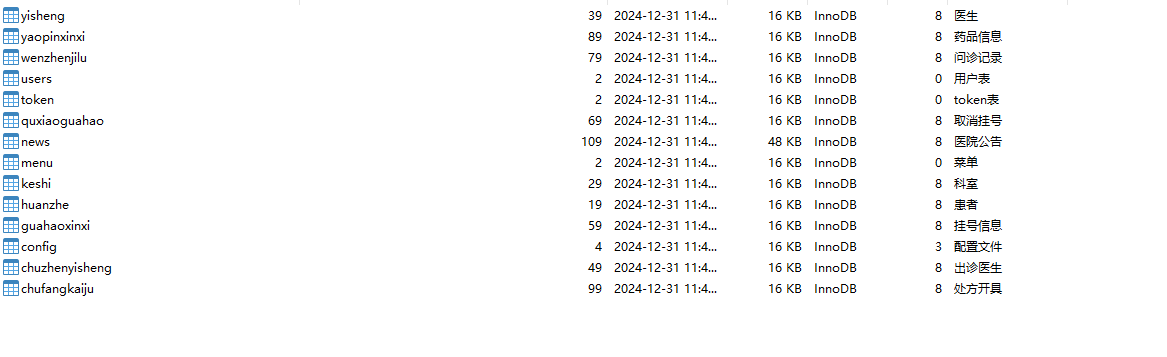 yisheng 39 2024-12-31 11:4... 16 KB InnoDB 8 医生
yaopinxinxi 89 2024-12-31 11:4... 16 KB InnoDB 8 药品信息
wenzhenjilu 79 2024-12-31 11:4... 16 KB InnoDB 8 问诊记录
users 2 2024-12-31 11:4... 16 KB InnoDB 0 用户表
token 2 2024-12-31 11:4... 16 KB InnoDB 0 token表
quxiaoguahao 69 2024-12-31 11:4... 16 KB InnoDB 8 取消挂号
news 109 2024-12-31 11:4... 48 KB InnoDB 8 医院公告
menu 2 2024-12-31 11:4... 16 KB InnoDB 0 菜单
keshi 29 2024-12-31 11:4... 16 KB InnoDB 8 科室
huanzhe 19 2024-12-31 11:4... 16 KB InnoDB 8 患者
guahaoxinxi 59 2024-12-31 11:4... 16 KB InnoDB 8 挂号信息
config 4 2024-12-31 11:4... 16 KB InnoDB 3 配置文件
chuzhenyisheng 49 2024-12-31 11:4... 16 KB InnoDB 8 出诊医生
chufangkaiju 99 2024-12-31 11:4... 16 KB InnoDB 8 处方开具